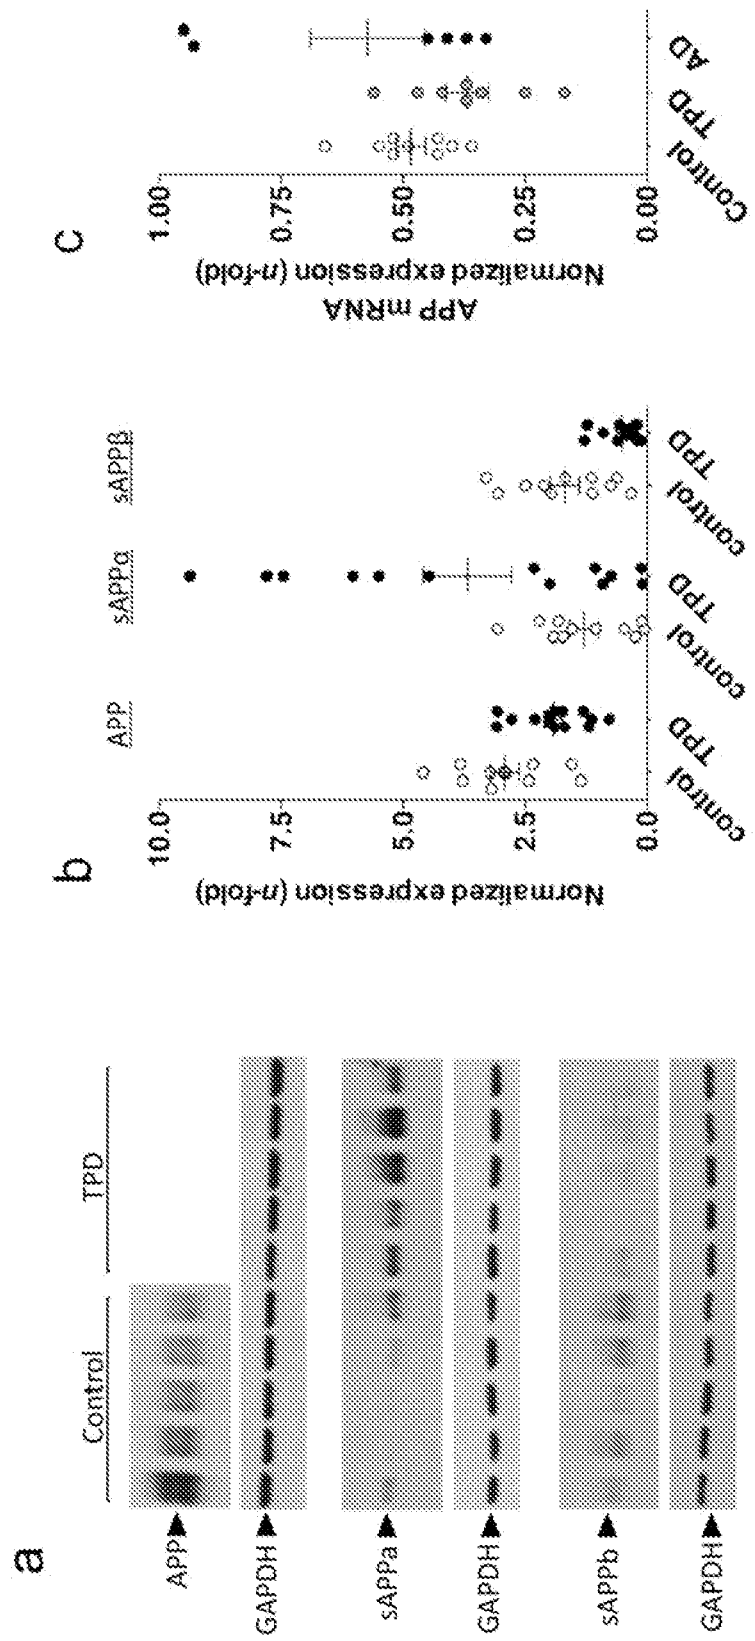 a
Control
TPD
APP
GAPDH
sAPPa
GAPDH
sAPPb
GAPDH
b
APP
sAPPα
sAPPβ
Normalized expression (n-fold)
10.0
7.5
5.0
2.5
0.0
control
TPD
control
TPD
control
TPD
c
APP mRNA
Normalized expression (n-fold)
1.00
0.75
0.50
0.25
0.00
Control
TPD
AD